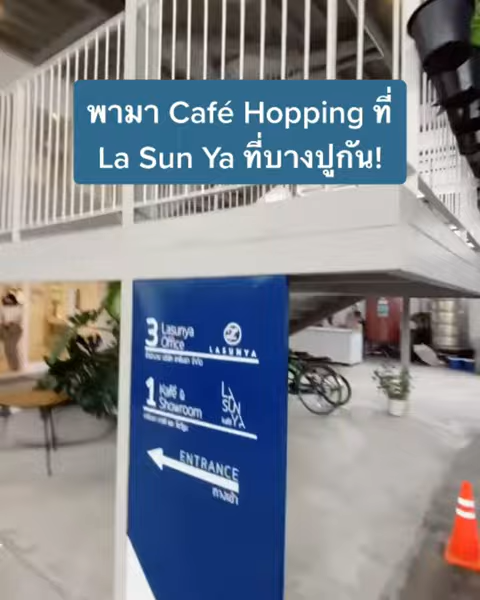 พามา Café Hopping ที่
La Sun Ya ที่บางปูกัน!
3 Lasunya
Office
LASUNYA
1 Kafé &
Showroom
LA
SUN
YA
ENTRANCE
ทางเข้า